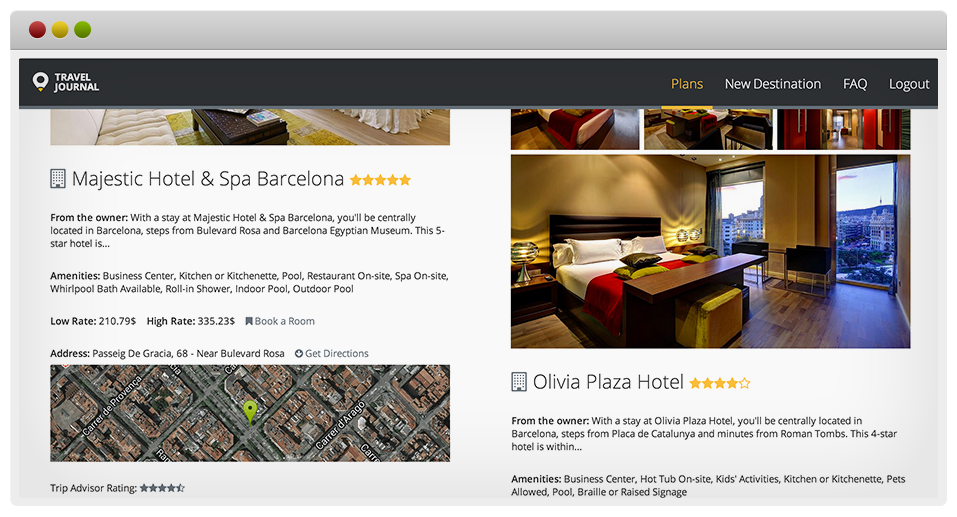 TRAVEL
JOURNAL
Plans
New Destination
FAQ
Logout
Majestic Hotel & Spa Barcelona
From the owner: With a stay at Majestic Hotel & Spa Barcelona, you'll be centrally
located in Barcelona, steps from Bulevard Rosa and Barcelona Egyptian Museum. This 5-
star hotel is...
Amenities: Business Center, Kitchen or Kitchenette, Pool, Restaurant On-site, Spa On-site,
Whirlpool Bath Available, Roll-in Shower, Indoor Pool, Outdoor Pool
Low Rate: 210.79$ High Rate: 335.23$ Book a Room
Address: Passeig De Gracia, 68 - Near Bulevard Rosa Get Directions
Carrer de Provença
Carrer d'Aragó
Trip Advisor Rating:
Olivia Plaza Hotel
From the owner: With a stay at Olivia Plaza Hotel, you'll be centrally located in
Barcelona, steps from Placa de Catalunya and minutes from Roman Tombs. This 4-star
hotel is within...
Amenities: Business Center, Hot Tub On-site, Kids' Activities, Kitchen or Kitchenette, Pets
Allowed, Pool, Braille or Raised Signage